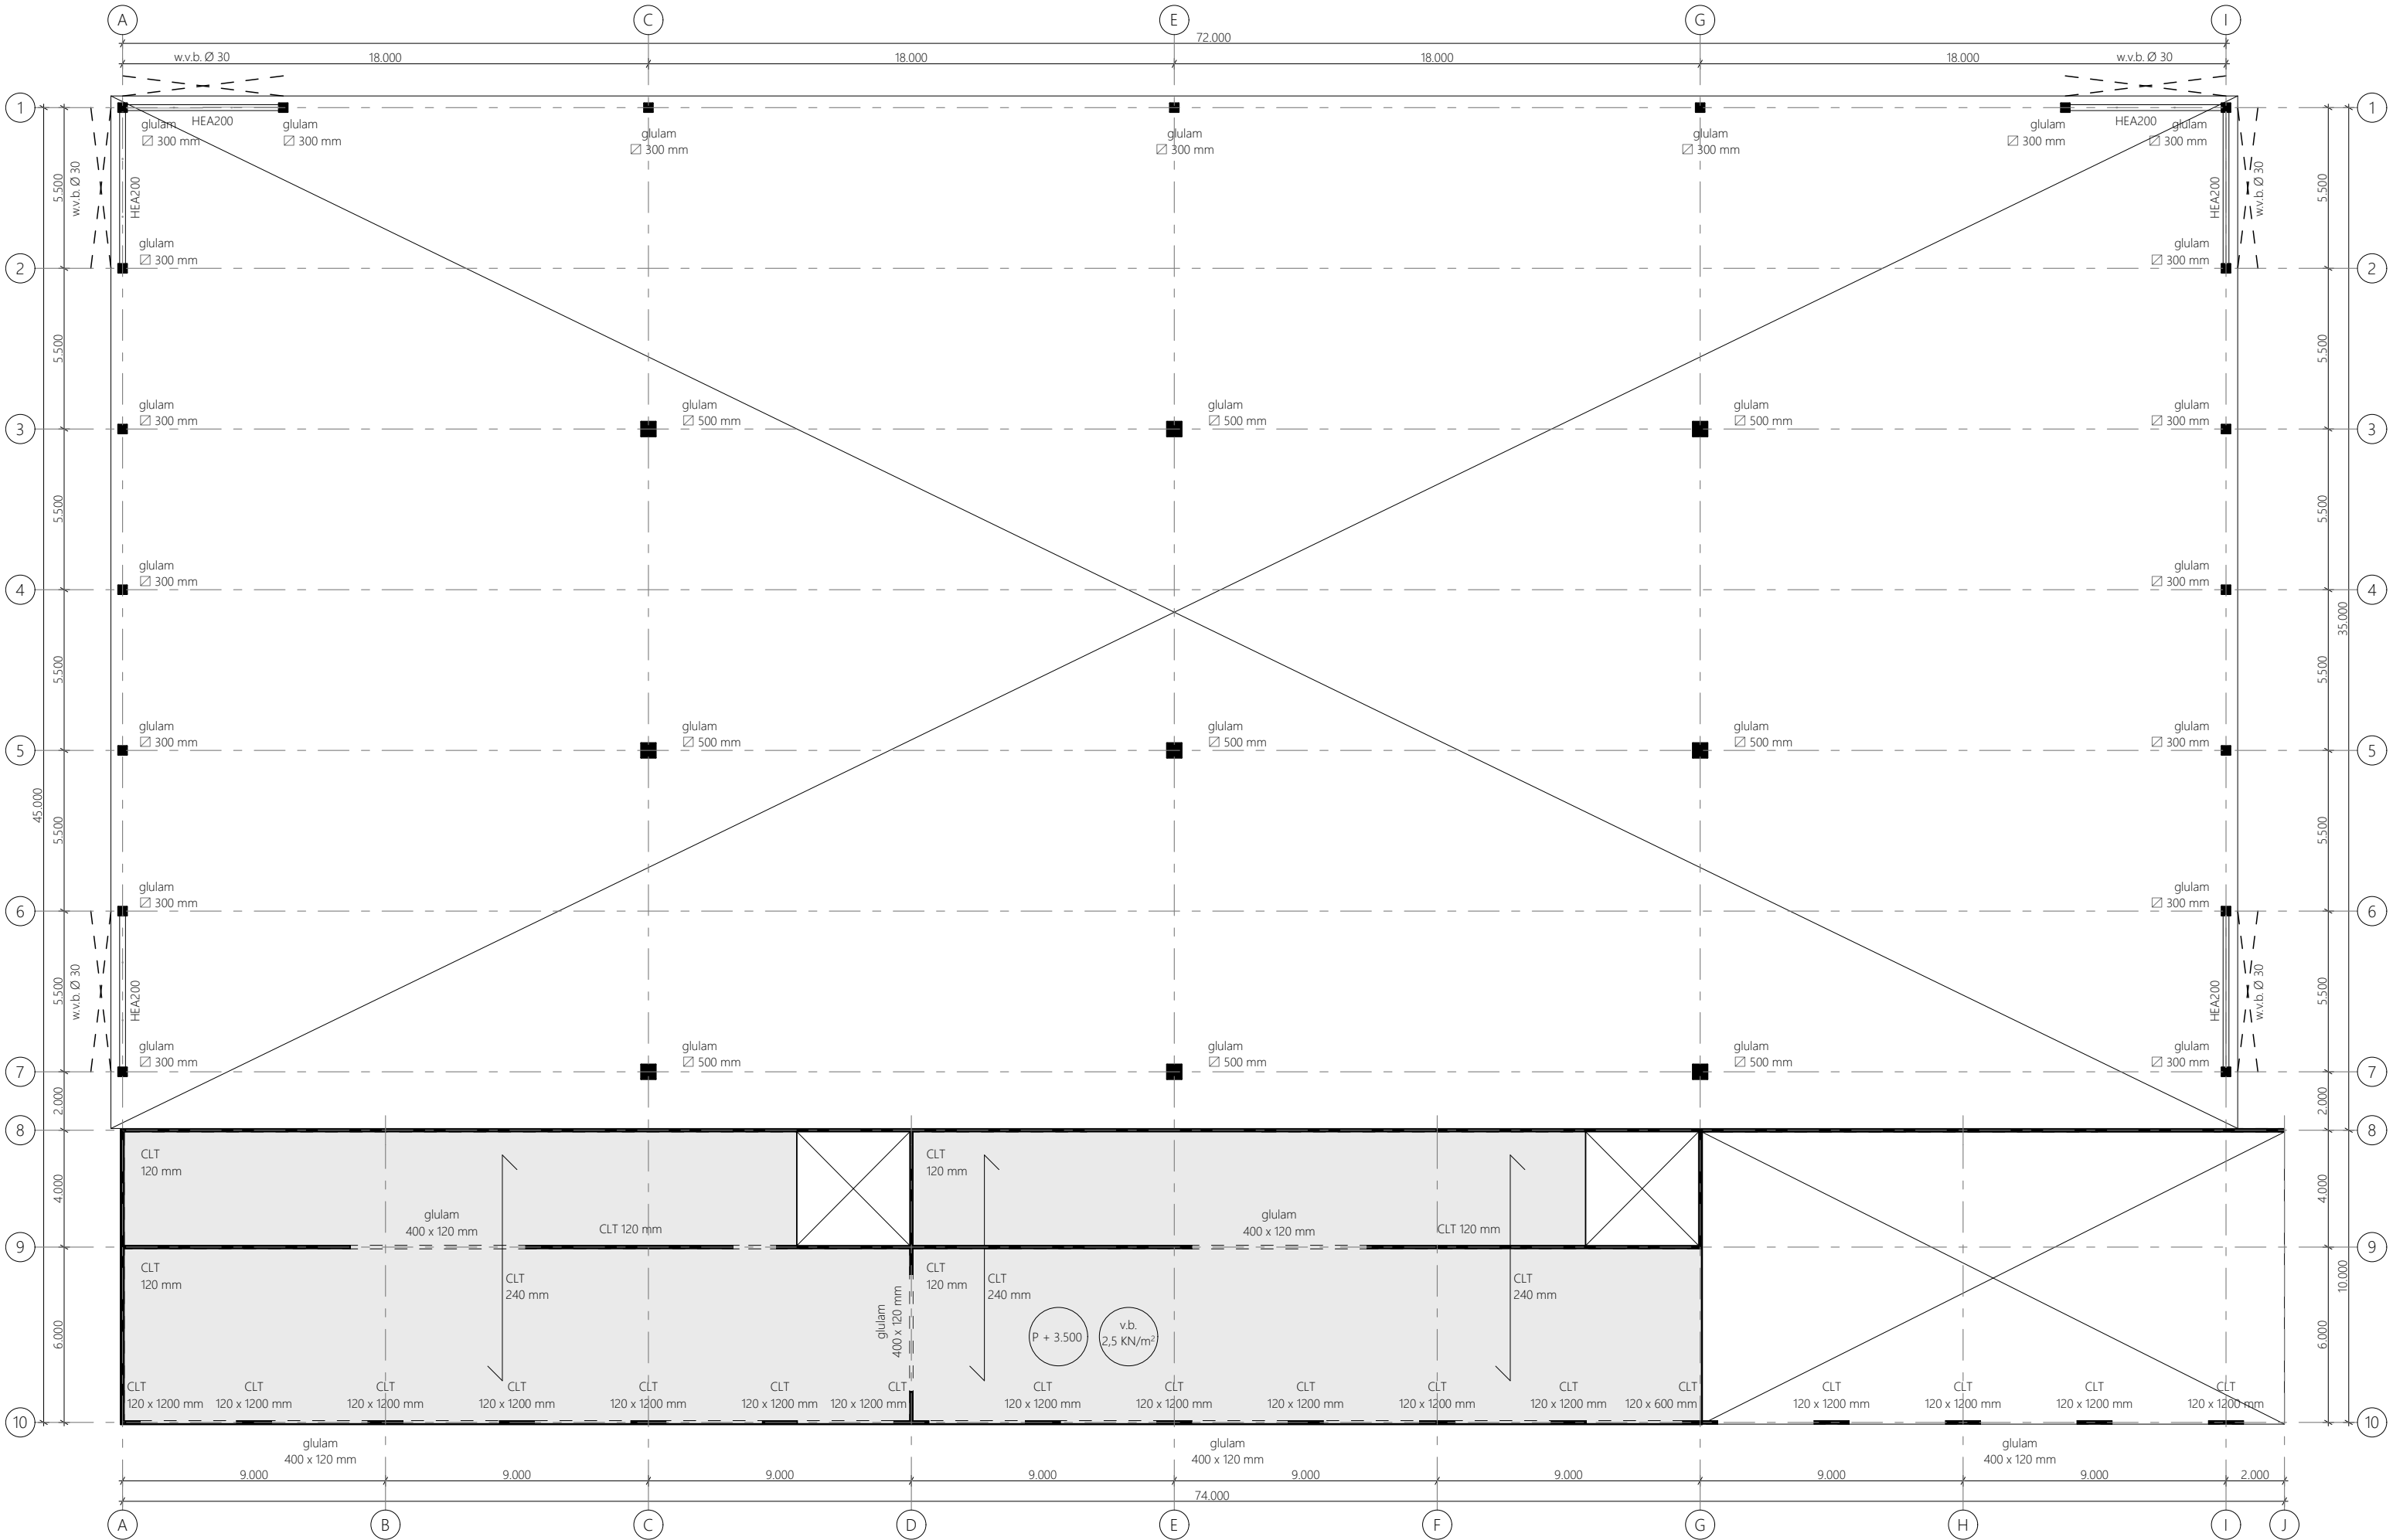 A
C
E
G
I
72.000
w.v.b. Ø 30
18.000
18.000
18.000
18.000
w.v.b. Ø 30
1
HEA200
HEA200
1
glulam
300 mm
glulam
300 mm
glulam
300 mm
glulam
300 mm
glulam
300 mm
glulam
300 mm
glulam
300 mm
5.500
w.v.b. Ø 30
HEA200
HEA200
w.v.b. Ø 30
5.500
2
glulam
300 mm
glulam
300 mm
2
5.500
5.500
3
glulam
300 mm
glulam
500 mm
glulam
500 mm
glulam
500 mm
glulam
300 mm
3
5.500
5.500
4
glulam
300 mm
glulam
300 mm
4
35.000
5.500
5.500
5
glulam
300 mm
glulam
500 mm
glulam
500 mm
glulam
500 mm
glulam
300 mm
5
45.000
5.500
5.500
6
glulam
300 mm
glulam
300 mm
6
5.500
w.v.b. Ø 30
HEA200
HEA200
w.v.b. Ø 30
5.500
7
glulam
300 mm
glulam
500 mm
glulam
500 mm
glulam
500 mm
glulam
300 mm
7
2.000
2.000
8
8
CLT
120 mm
CLT
120 mm
4.000
4.000
glulam
400 x 120 mm
CLT 120 mm
glulam
400 x 120 mm
CLT 120 mm
9
9
CLT
120 mm
CLT
120 mm
CLT
240 mm
CLT
240 mm
CLT
240 mm
10.000
glulam
400 x 120 mm
P + 3.500
v.b.
2,5 KN/m²
6.000
6.000
CLT
120 x 1200 mm
CLT
120 x 1200 mm
CLT
120 x 1200 mm
CLT
120 x 1200 mm
CLT
120 x 1200 mm
CLT
120 x 1200 mm
CLT
120 x 1200 mm
CLT
120 x 1200 mm
CLT
120 x 1200 mm
CLT
120 x 1200 mm
CLT
120 x 1200 mm
CLT
120 x 1200 mm
CLT
120 x 600 mm
CLT
120 x 1200 mm
CLT
120 x 1200 mm
CLT
120 x 1200 mm
CLT
120 x 1200 mm
10
10
glulam
400 x 120 mm
glulam
400 x 120 mm
glulam
400 x 120 mm
9.000
9.000
9.000
9.000
9.000
9.000
9.000
9.000
2.000
74.000
A
B
C
D
E
F
G
H
I
J